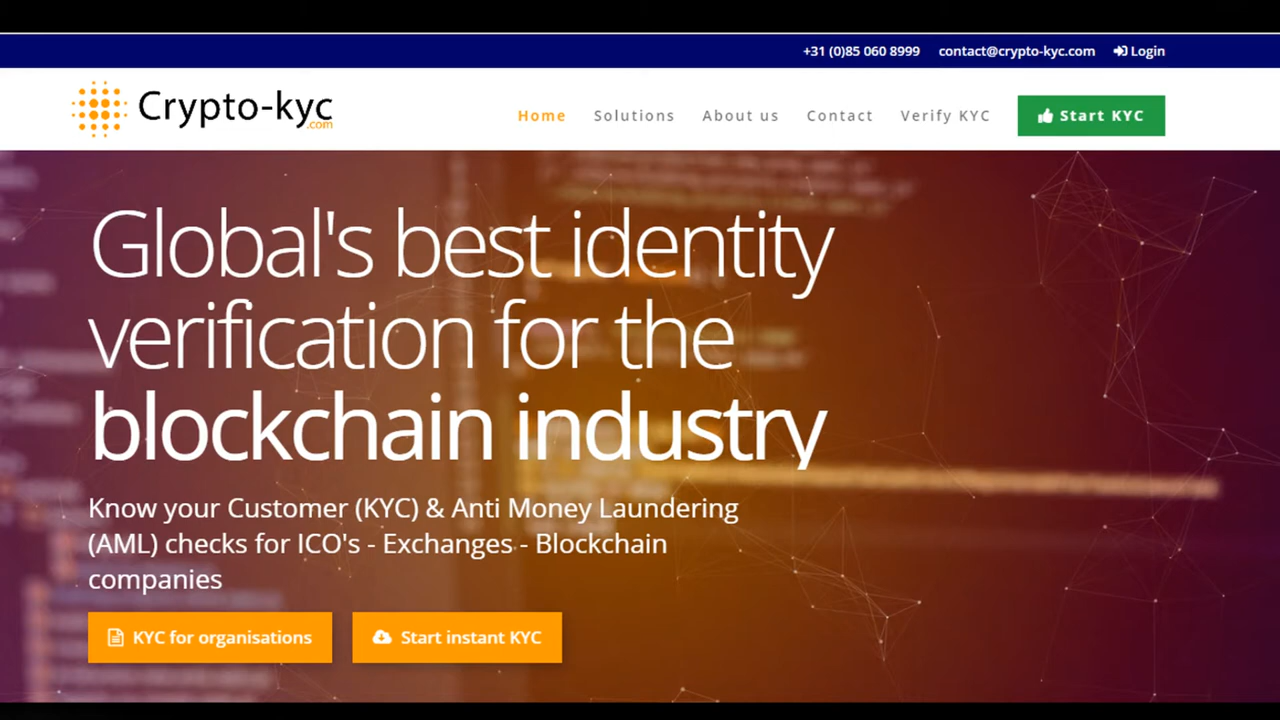 +31 (0)85 060 8999 contact@crypto-kyc.com Login
Crypto-kyc
.com
Home Solutions About us Contact Verify KYC Start KYC
Global's best identity
verification for the
blockchain industry
Know your Customer (KYC) & Anti Money Laundering
(AML) checks for ICO's - Exchanges - Blockchain
companies
KYC for organisations Start instant KYC